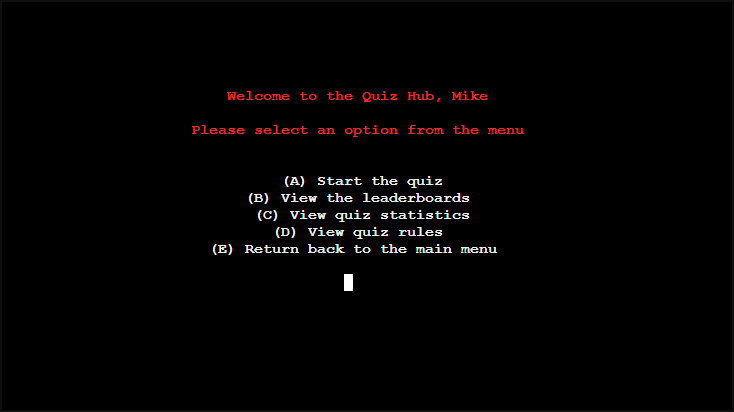 Welcome to the Quiz Hub, Mike
Please select an option from the menu
(A) Start the quiz
(B) View the leaderboards
(C) View quiz statistics
(D) View quiz rules
(E) Return back to the main menu